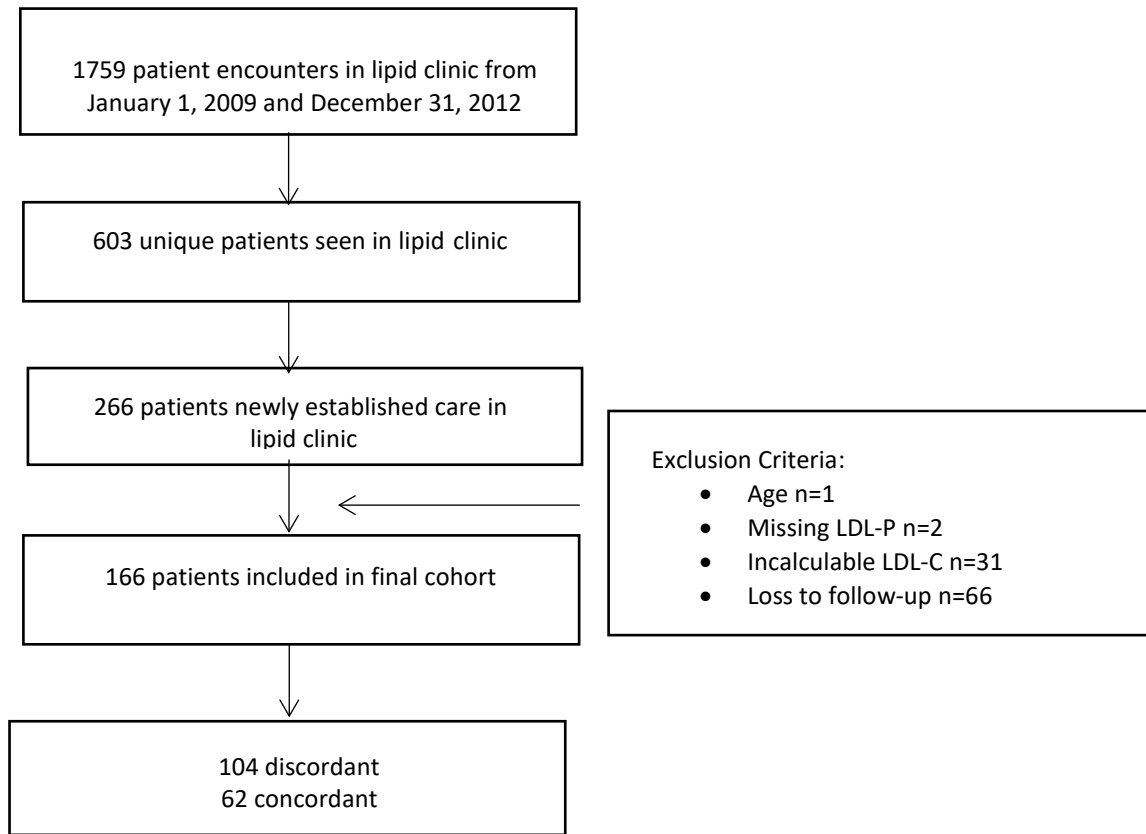 1759 patient encounters in lipid clinic from
January 1, 2009 and December 31, 2012
603 unique patients seen in lipid clinic
266 patients newly established care in
lipid clinic
Exclusion Criteria:
• Age n=1
• Missing LDL-P n=2
• Incalculable LDL-C n=31
• Loss to follow-up n=66
166 patients included in final cohort
104 discordant
62 concordant